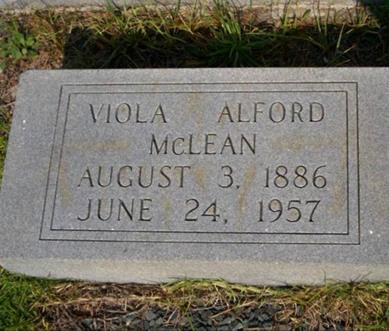 VIOLA ALFORD
McLEAN
AUGUST 3, 1886
JUNE 24, 1957